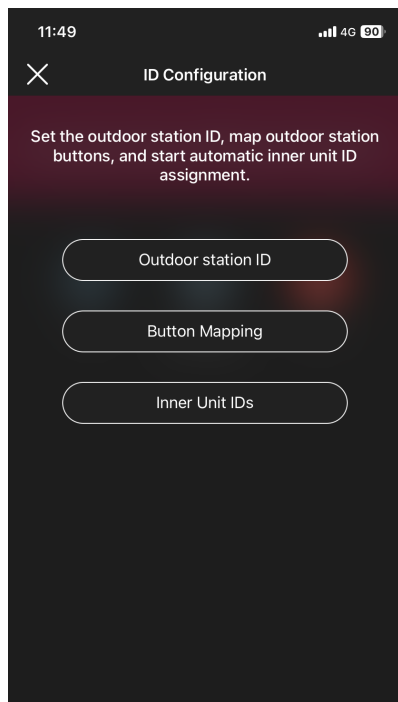 11:49
4G 90
ID Configuration
Set the outdoor station ID, map outdoor station
buttons, and start automatic inner unit ID
assignment.
Outdoor station ID
Button Mapping
Inner Unit IDs